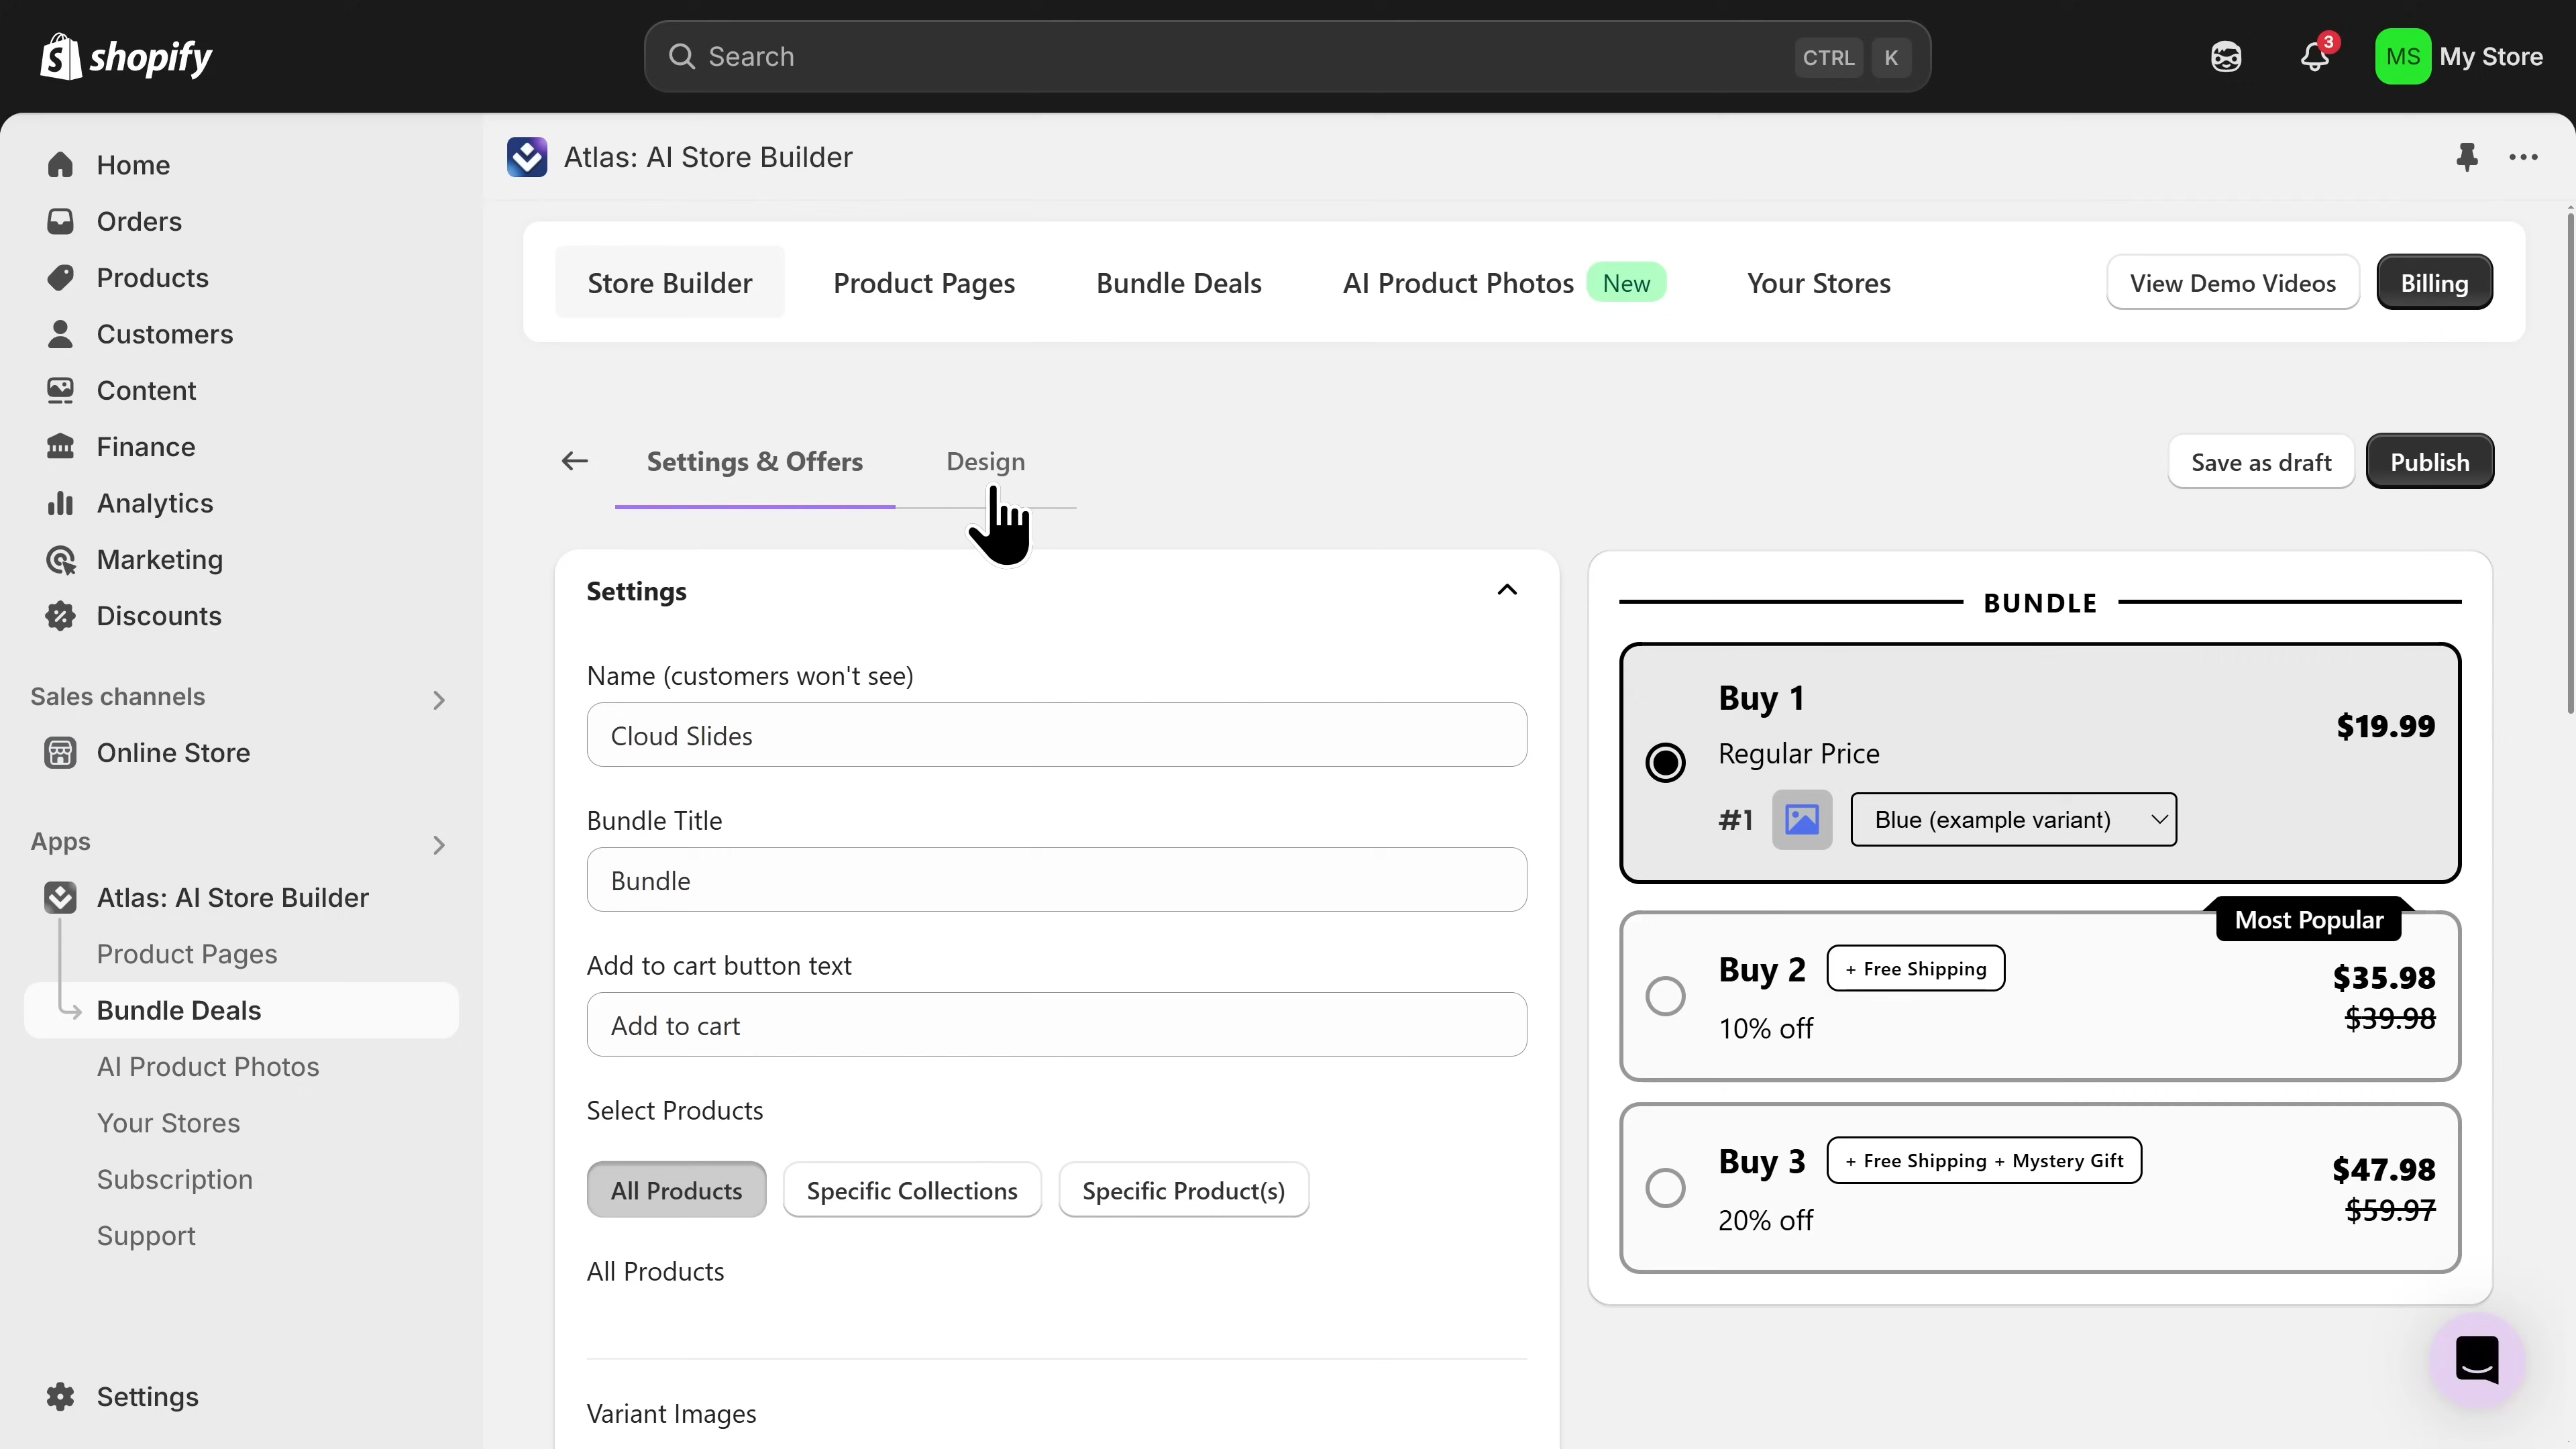 shopify
Search
CTRL K
3
MS
My Store
Home
Orders
Products
Customers
Content
Finance
Analytics
Marketing
Discounts
Sales channels
Online Store
Apps
Atlas: AI Store Builder
Product Pages
Bundle Deals
AI Product Photos
Your Stores
Subscription
Support
Settings
Atlas: AI Store Builder
Store Builder
Product Pages
Bundle Deals
AI Product Photos New
Your Stores
View Demo Videos
Billing
Settings & Offers
Design
Save as draft
Publish
Settings
Name (customers won't see)
Cloud Slides
Bundle Title
Bundle
Add to cart button text
Add to cart
Select Products
All Products
Specific Collections
Specific Product(s)
All Products
Variant Images
BUNDLE
Buy 1
$19.99
Regular Price
#1
Blue (example variant)
Most Popular
Buy 2
+ Free Shipping
$35.98
10% off
$39.98
Buy 3
+ Free Shipping + Mystery Gift
$47.98
20% off
$59.97